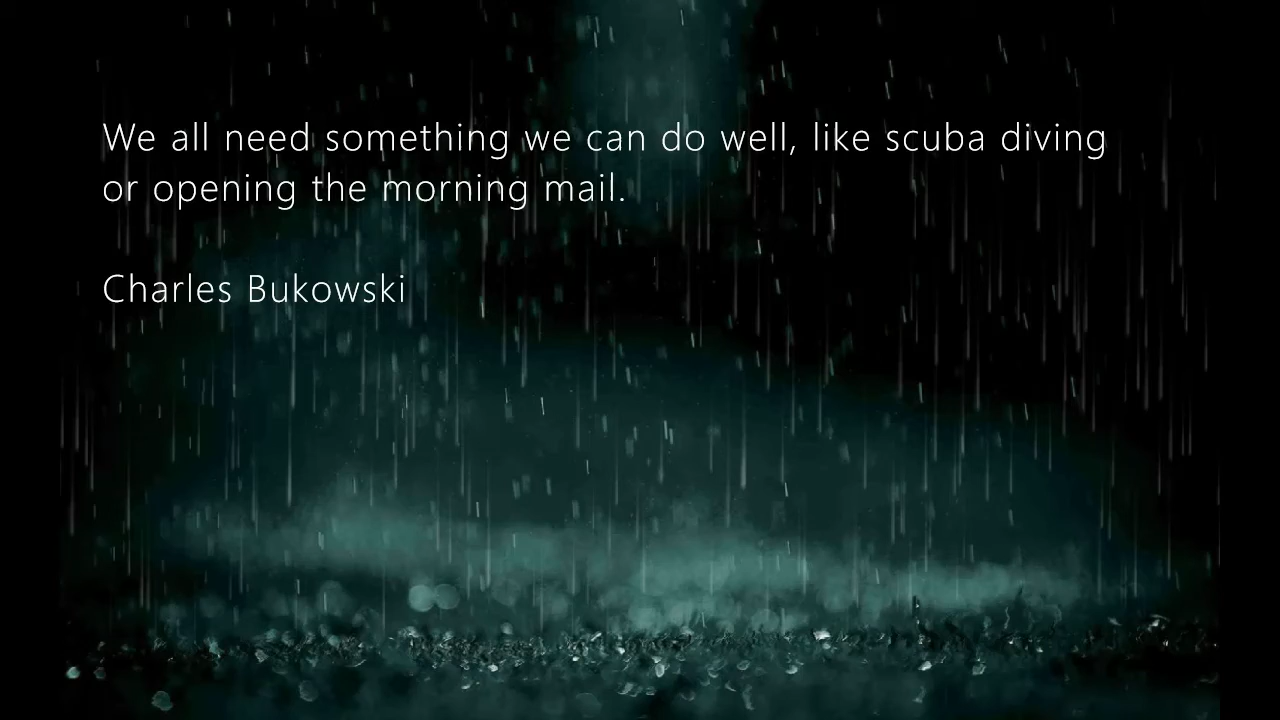 We all need something we can do well, like scuba diving
or opening the morning mail.
Charles Bukowski